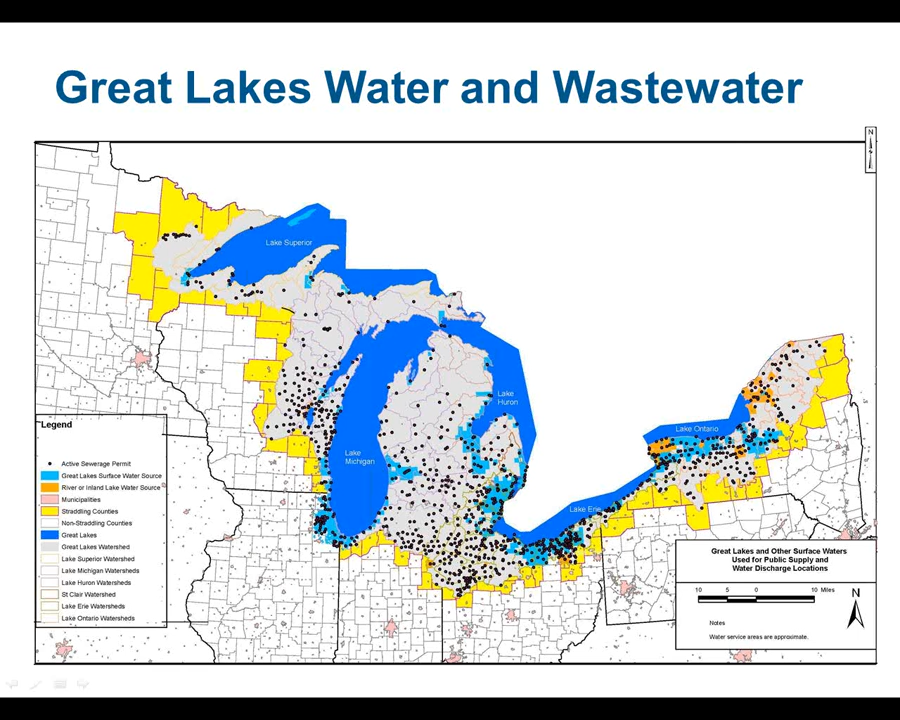 Great Lakes Water and Wastewater
N
Lake Superior
Lake
Huron
Lake Ontario
Lake
Michigan
Lake Erie
Legend
Active Sewerage Permit
Great Lakes Surface Water Source
River or Inland Lake Water Source
Municipalities
Straddling Counties
Non-Straddling Counties
Great Lakes
Great Lakes Watershed
Lake Superior Watershed
Lake Michigan Watersheds
Lake Huron Watersheds
St Clair Watershed
Lake Erie Watersheds
Lake Ontario Watersheds
Great Lakes and Other Surface Waters
Used for Public Supply and
Water Discharge Locations
10 5 0 10 Miles
N
Notes
Water service areas are approximate.